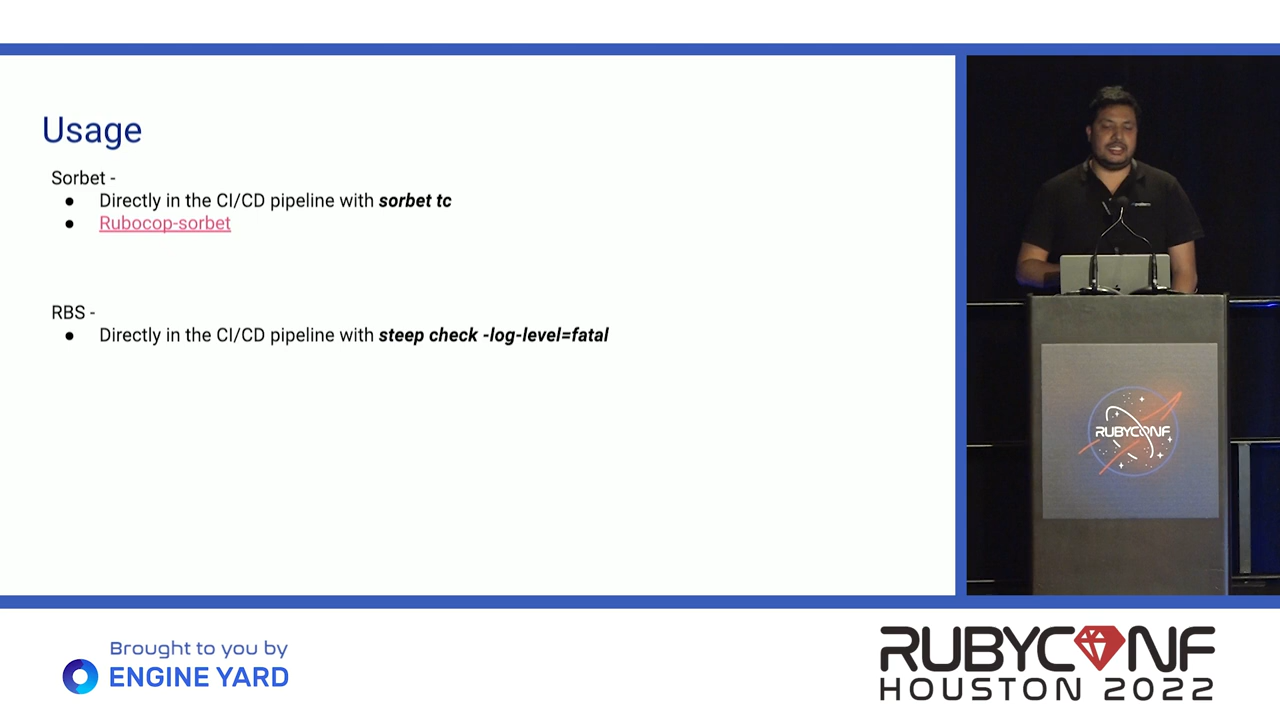 Usage
Sorbet -
● Directly in the CI/CD pipeline with sorbet tc
● Rubocop-sorbet
RBS -
● Directly in the CI/CD pipeline with steep check -log-level=fatal
RUBYCONF
Brought to you by
ENGINE YARD
RUBYCONF
HOUSTON 2022